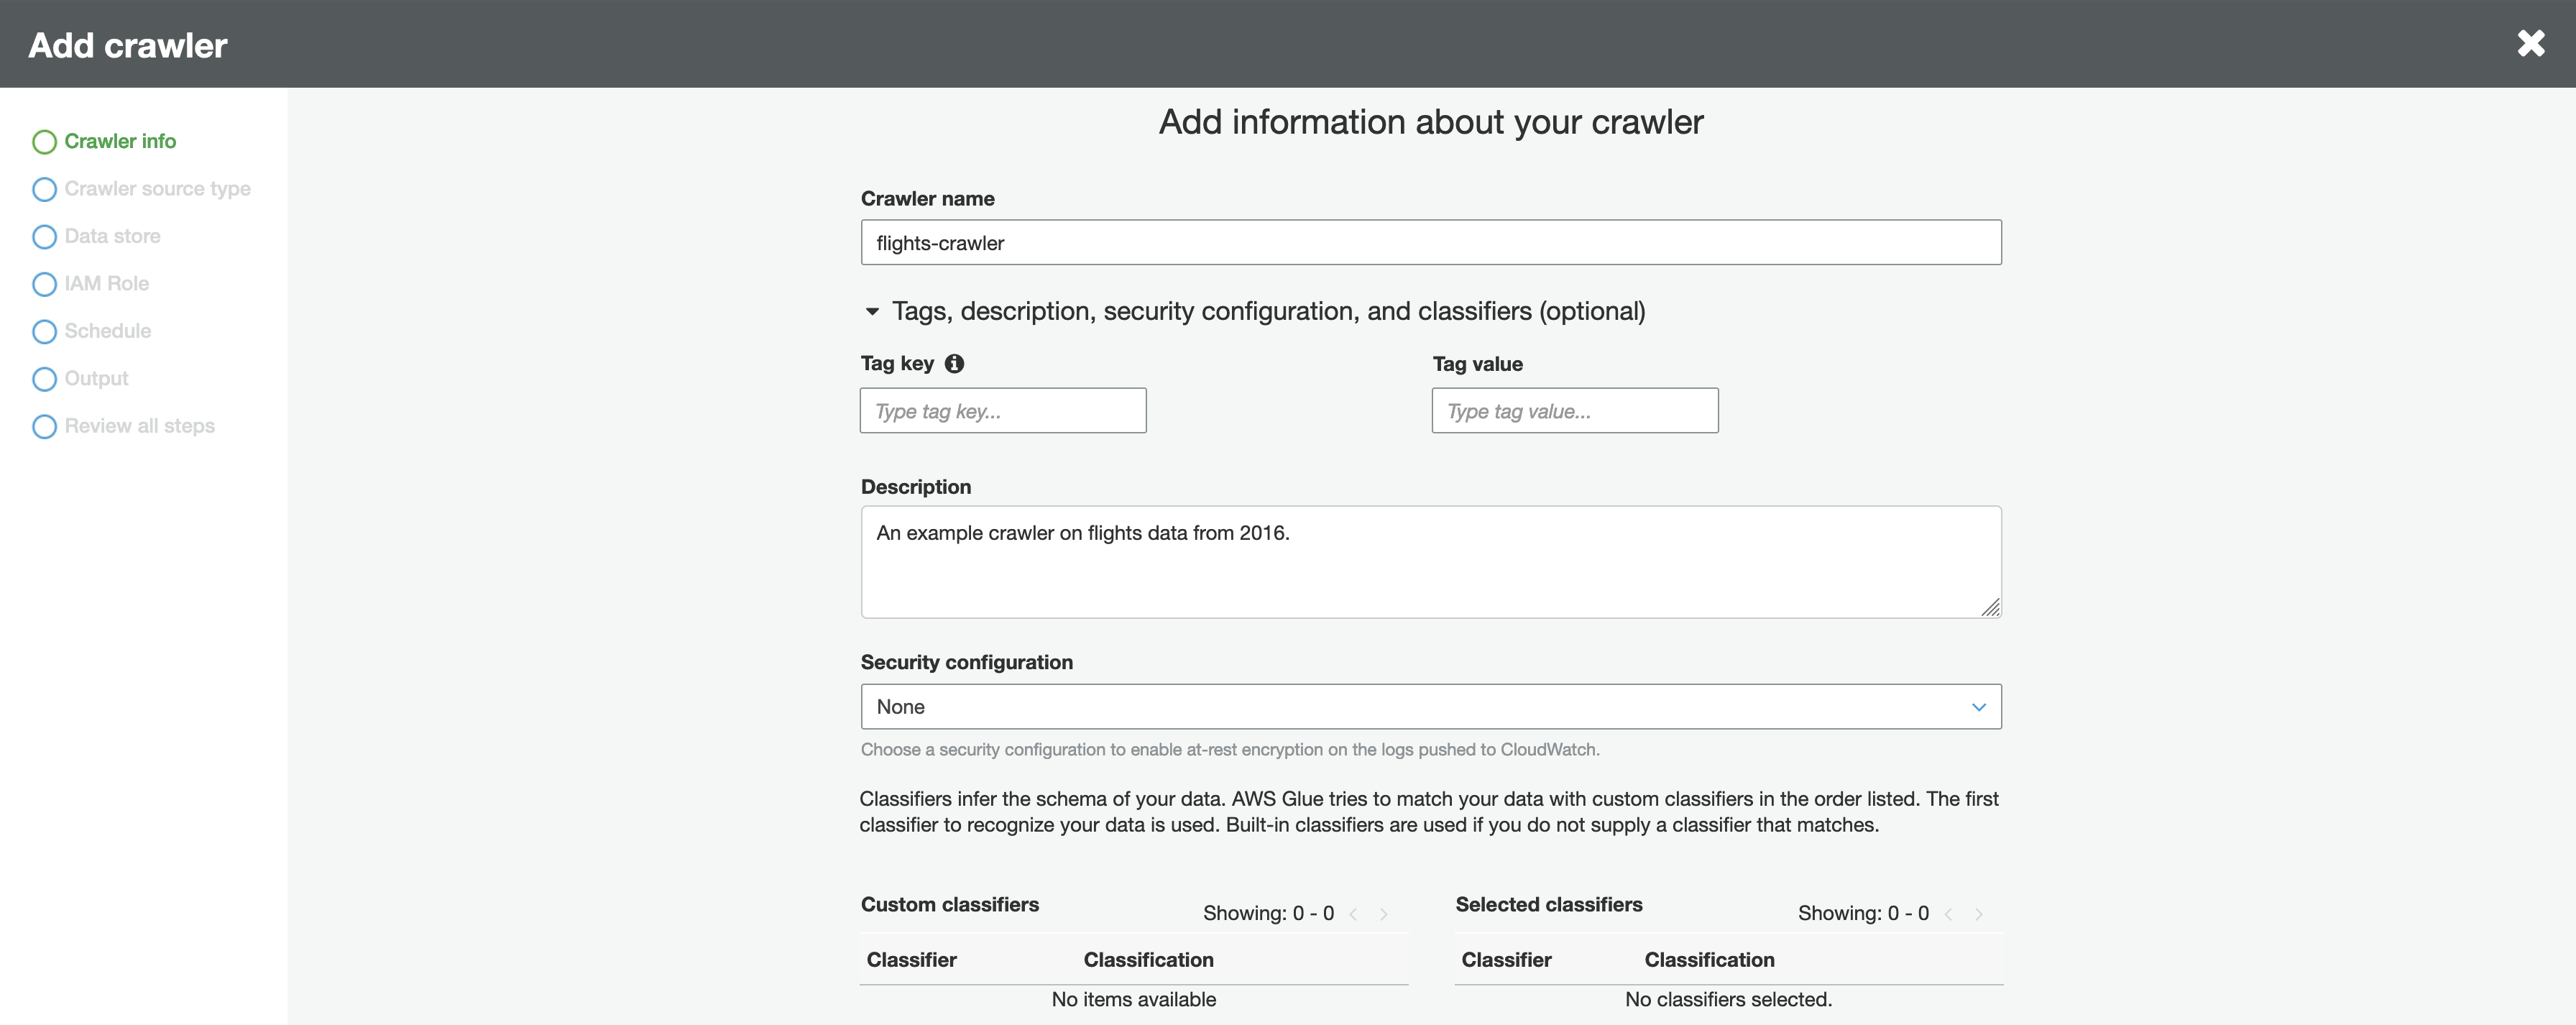 Add crawler
Crawler info
Crawler source type
Data store
IAM Role
Schedule
Output
Review all steps
Add information about your crawler
Crawler name
flights-crawler
Tags, description, security configuration, and classifiers (optional)
Tag key
Tag value
Type tag key...
Type tag value...
Description
An example crawler on flights data from 2016.
Security configuration
None
Choose a security configuration to enable at-rest encryption on the logs pushed to CloudWatch.
Classifiers infer the schema of your data. AWS Glue tries to match your data with custom classifiers in the order listed. The first
classifier to recognize your data is used. Built-in classifiers are used if you do not supply a classifier that matches.
Custom classifiers
Showing: 0 - 0
Classifier Classification
No items available
Selected classifiers
Showing: 0 - 0
Classifier Classification
No classifiers selected.